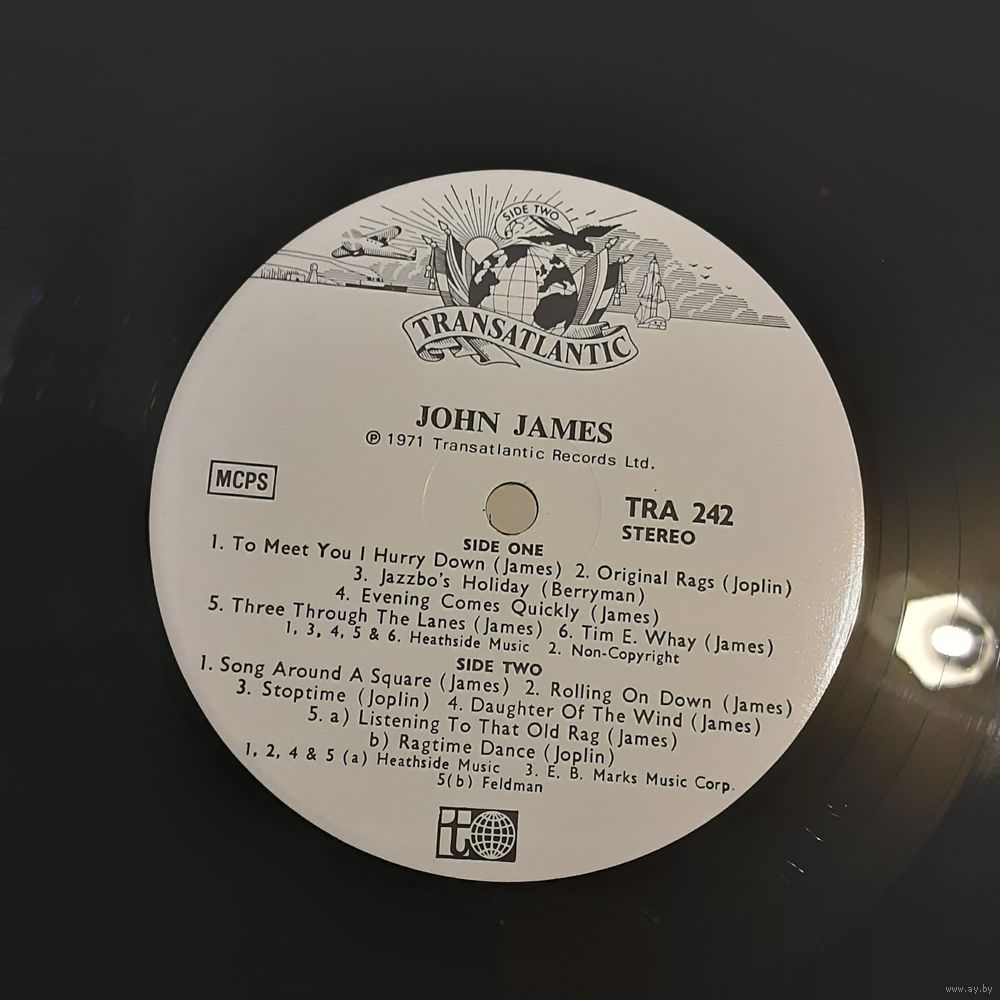 SIDE TWO
TRANSATLANTIC
JOHN JAMES
℗ 1971 Transatlantic Records Ltd.
MCPS
TRA 242
STEREO
SIDE ONE
1. To Meet You I Hurry Down (James) 2. Original Rags (Joplin)
3. Jazzbo's Holiday (Berryman)
4. Evening Comes Quickly (James)
5. Three Through The Lanes (James) 6. Tim E. Whay (James)
1, 3, 4, 5 & 6. Heathside Music 2. Non-Copyright
SIDE TWO
1. Song Around A Square (James) 2. Rolling On Down (James)
3. Stoptime (Joplin) 4. Daughter Of The Wind (James)
5. a) Listening To That Old Rag (James)
b) Ragtime Dance (Joplin)
1, 2, 4 & 5 (a) Heathside Music 3. E. B. Marks Music Corp.
5(b) Feldman
t
www.ay.by